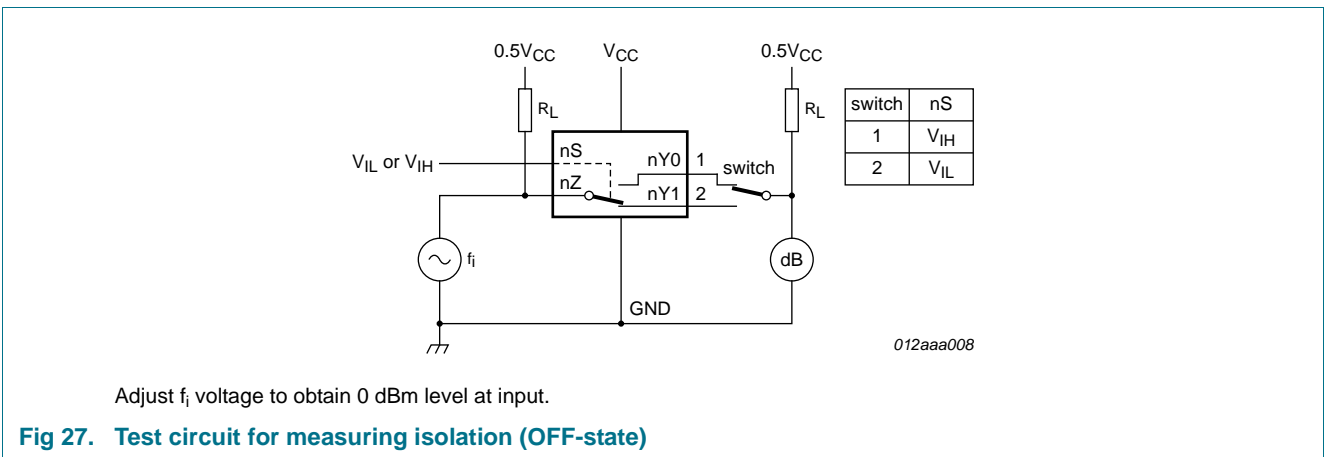 0.5VCC VCC 0.5VCC
RL RL
switch nS
1 VIH
2 VIL
VIL or VIH
nS nY0 1 switch
nZ nY1 2
fi dB
GND
012aaa008
Adjust fi voltage to obtain 0 dBm level at input.
Fig 27. Test circuit for measuring isolation (OFF-state)